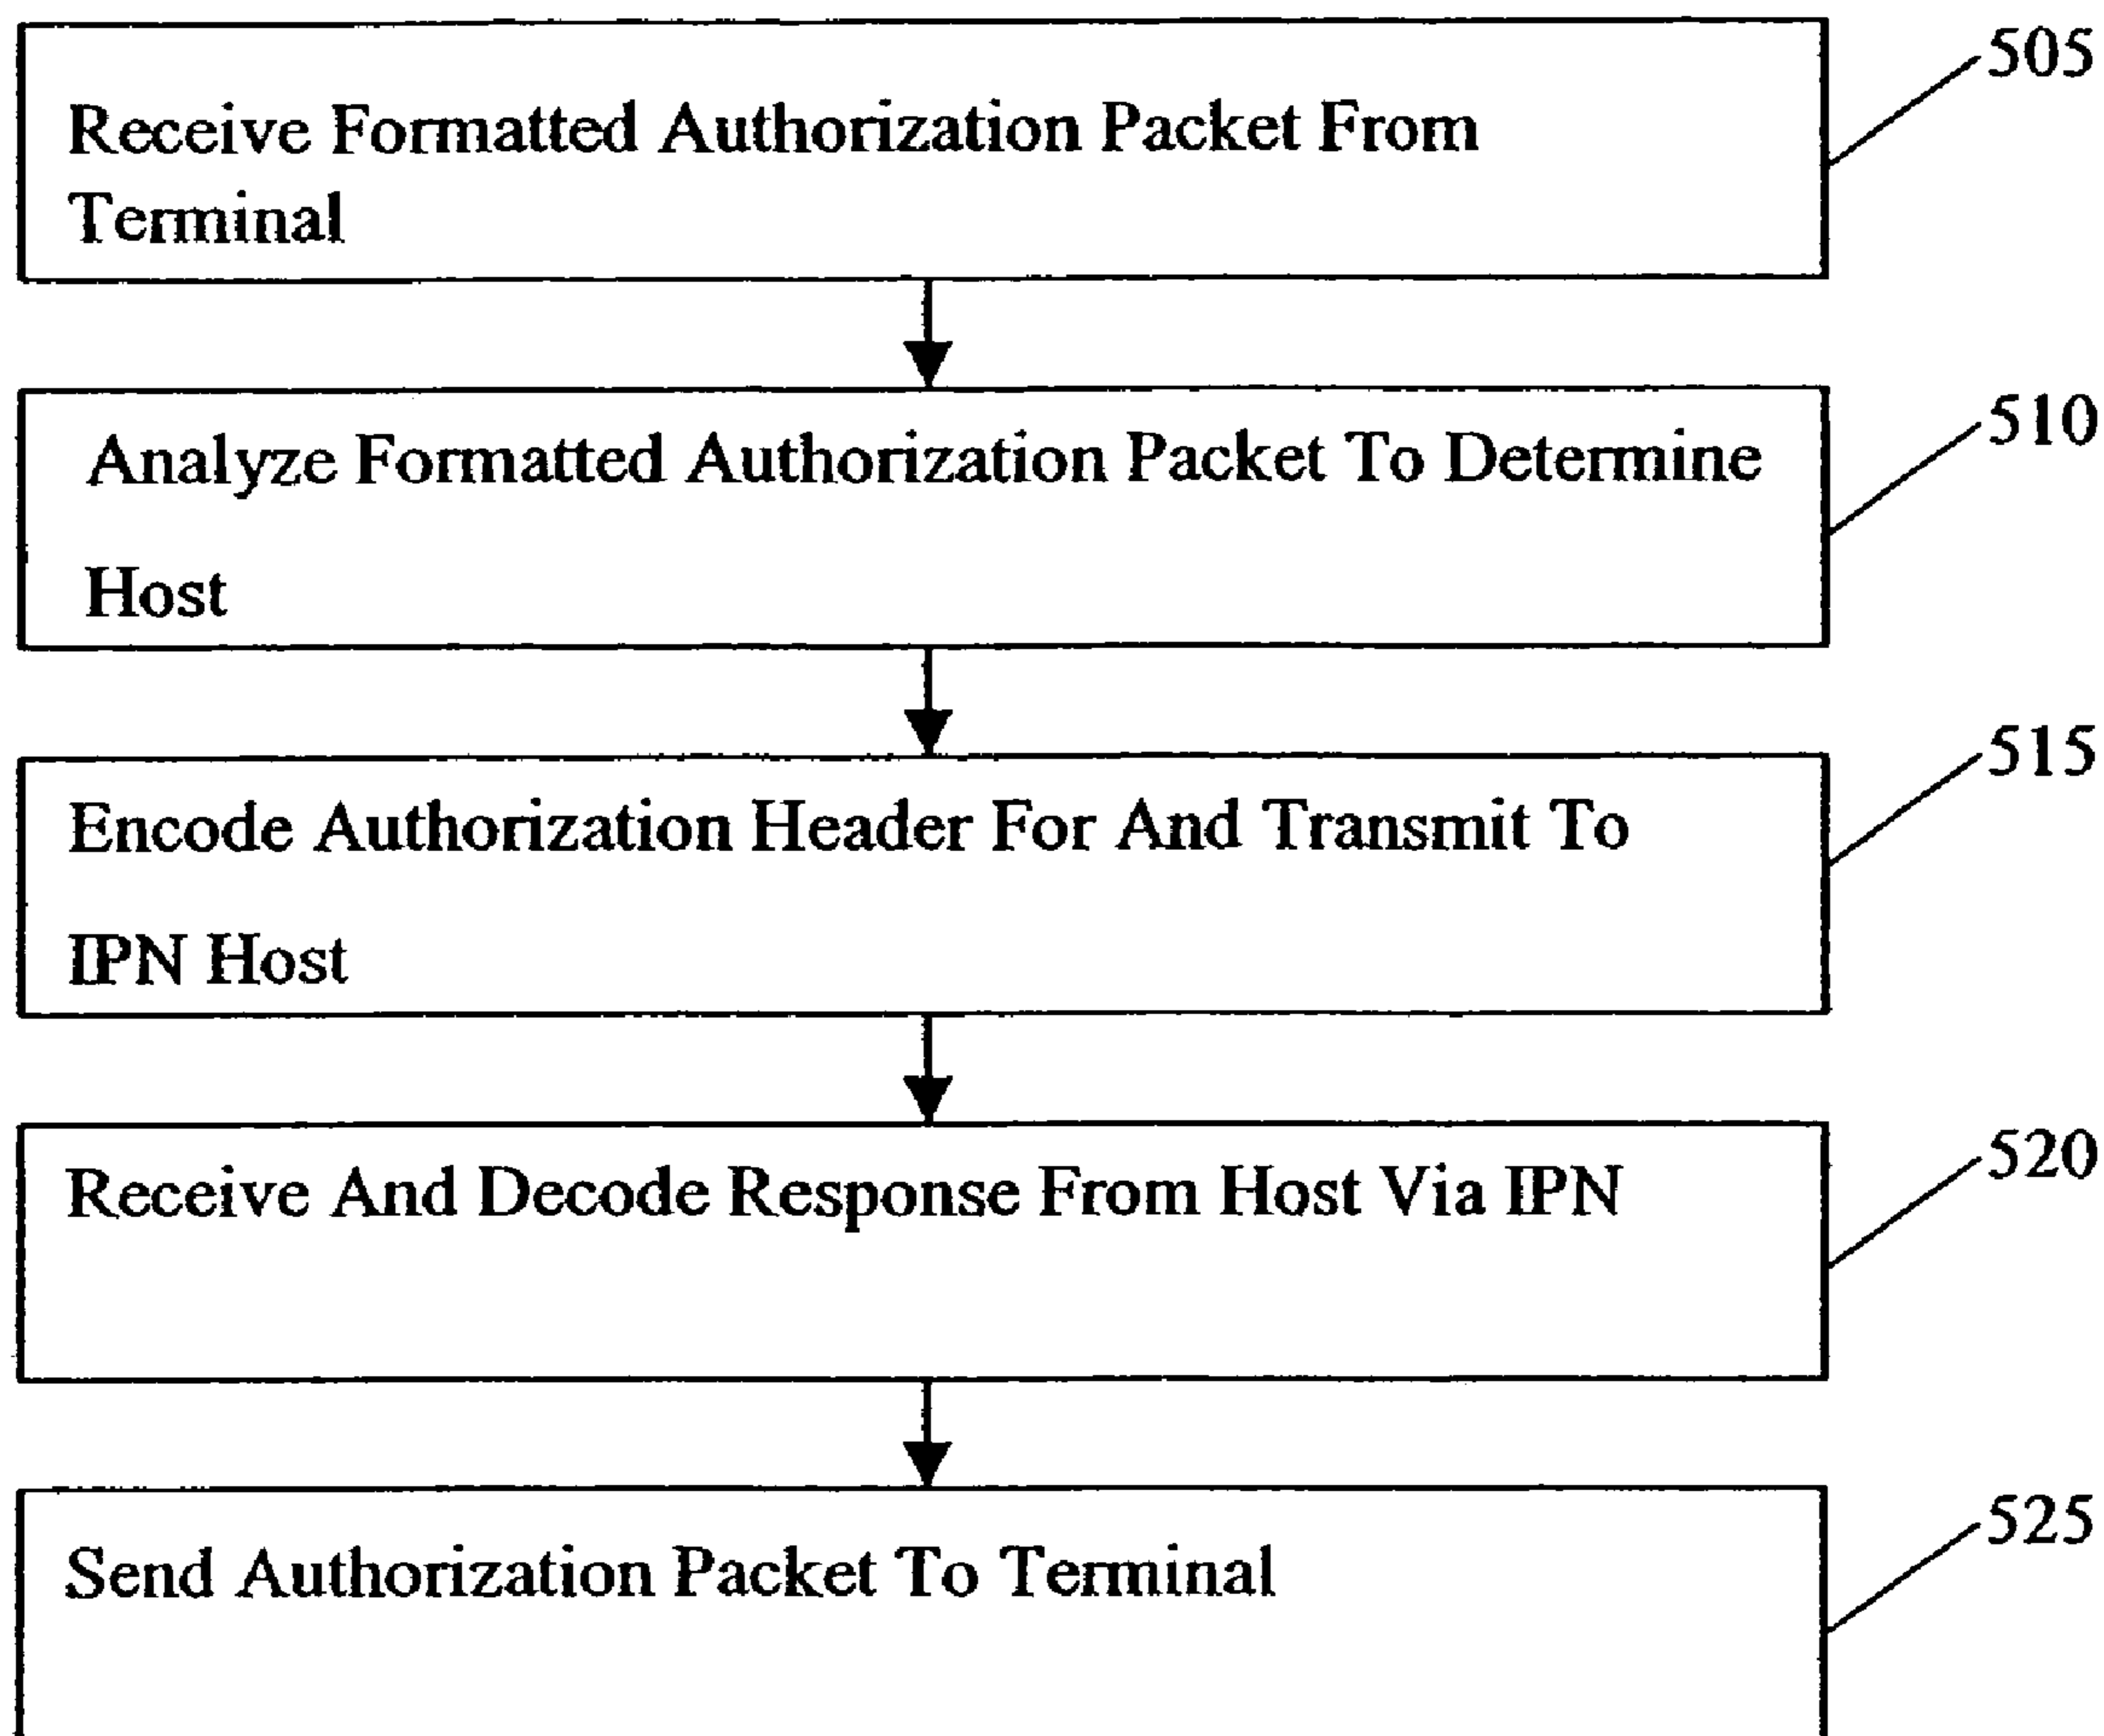 505
Receive Formatted Authorization Packet From
Terminal
510
Analyze Formatted Authorization Packet To Determine
Host
515
Encode Authorization Header For And Transmit To
IPN Host
520
Receive And Decode Response From Host Via IPN
525
Send Authorization Packet To Terminal